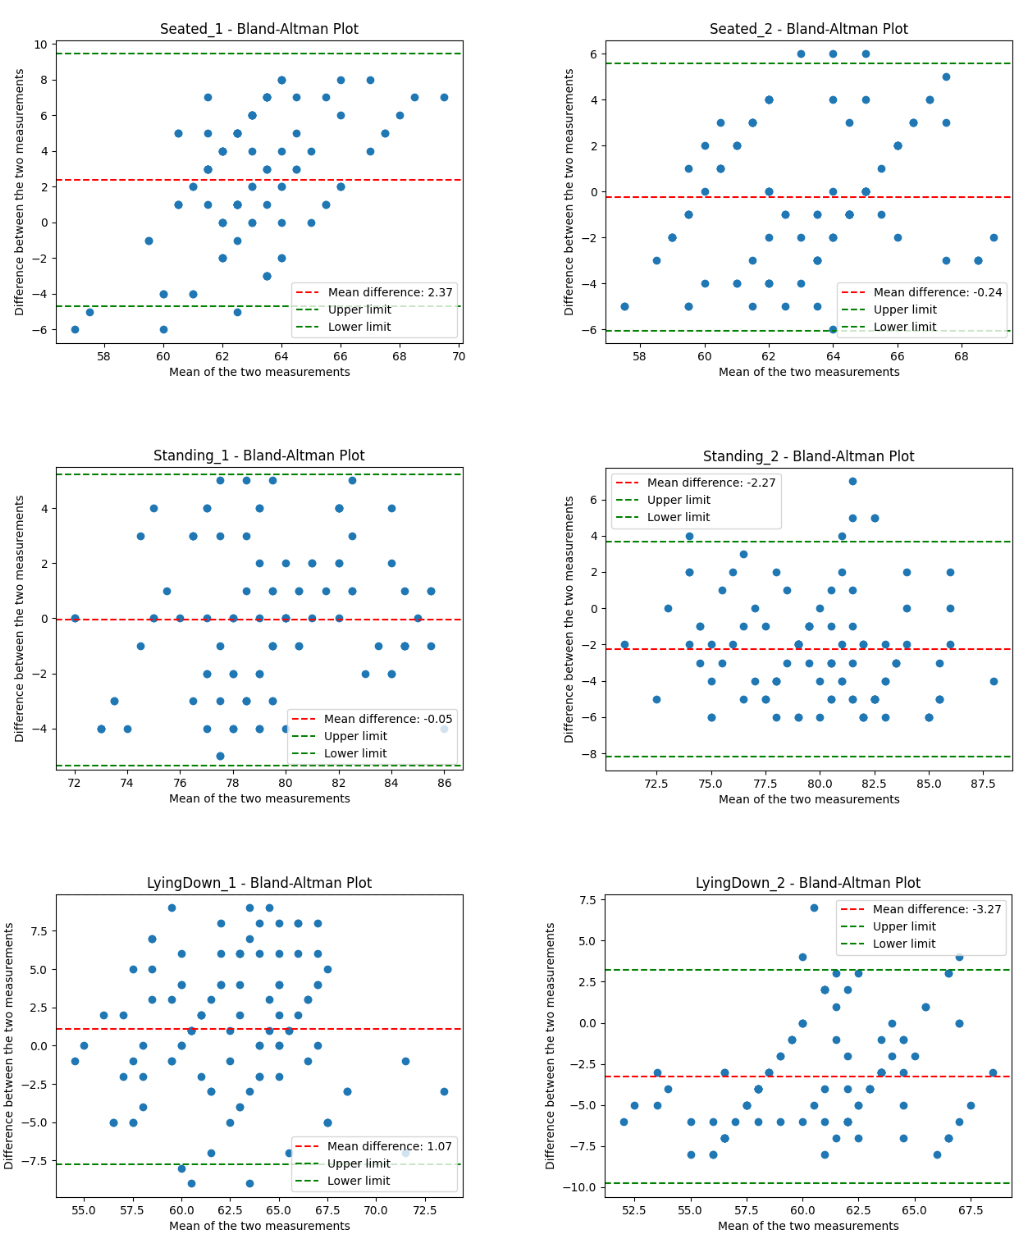 Seated_1 - Bland-Altman Plot
Difference between the two measurements
10
8
6
4
2
0
−2
−4
−6
Mean difference: 2.37
Upper limit
Lower limit
58 60 62 64 66 68 70
Mean of the two measurements
Seated_2 - Bland-Altman Plot
Difference between the two measurements
6
4
2
0
−2
−4
−6
Mean difference: -0.24
Upper limit
Lower limit
58 60 62 64 66 68
Mean of the two measurements
Standing_1 - Bland-Altman Plot
Difference between the two measurements
4
2
0
−2
−4
Mean difference: -0.05
Upper limit
Lower limit
72 74 76 78 80 82 84 86
Mean of the two measurements
Standing_2 - Bland-Altman Plot
Mean difference: -2.27
Upper limit
Lower limit
Difference between the two measurements
6
4
2
0
−2
−4
−6
−8
72.5 75.0 77.5 80.0 82.5 85.0 87.5
Mean of the two measurements
LyingDown_1 - Bland-Altman Plot
Difference between the two measurements
7.5
5.0
2.5
0.0
−2.5
−5.0
−7.5
Mean difference: 1.07
Upper limit
Lower limit
55.0 57.5 60.0 62.5 65.0 67.5 70.0 72.5
Mean of the two measurements
LyingDown_2 - Bland-Altman Plot
Mean difference: -3.27
Upper limit
Lower limit
Difference between the two measurements
7.5
5.0
2.5
0.0
−2.5
−5.0
−7.5
−10.0
52.5 55.0 57.5 60.0 62.5 65.0 67.5
Mean of the two measurements